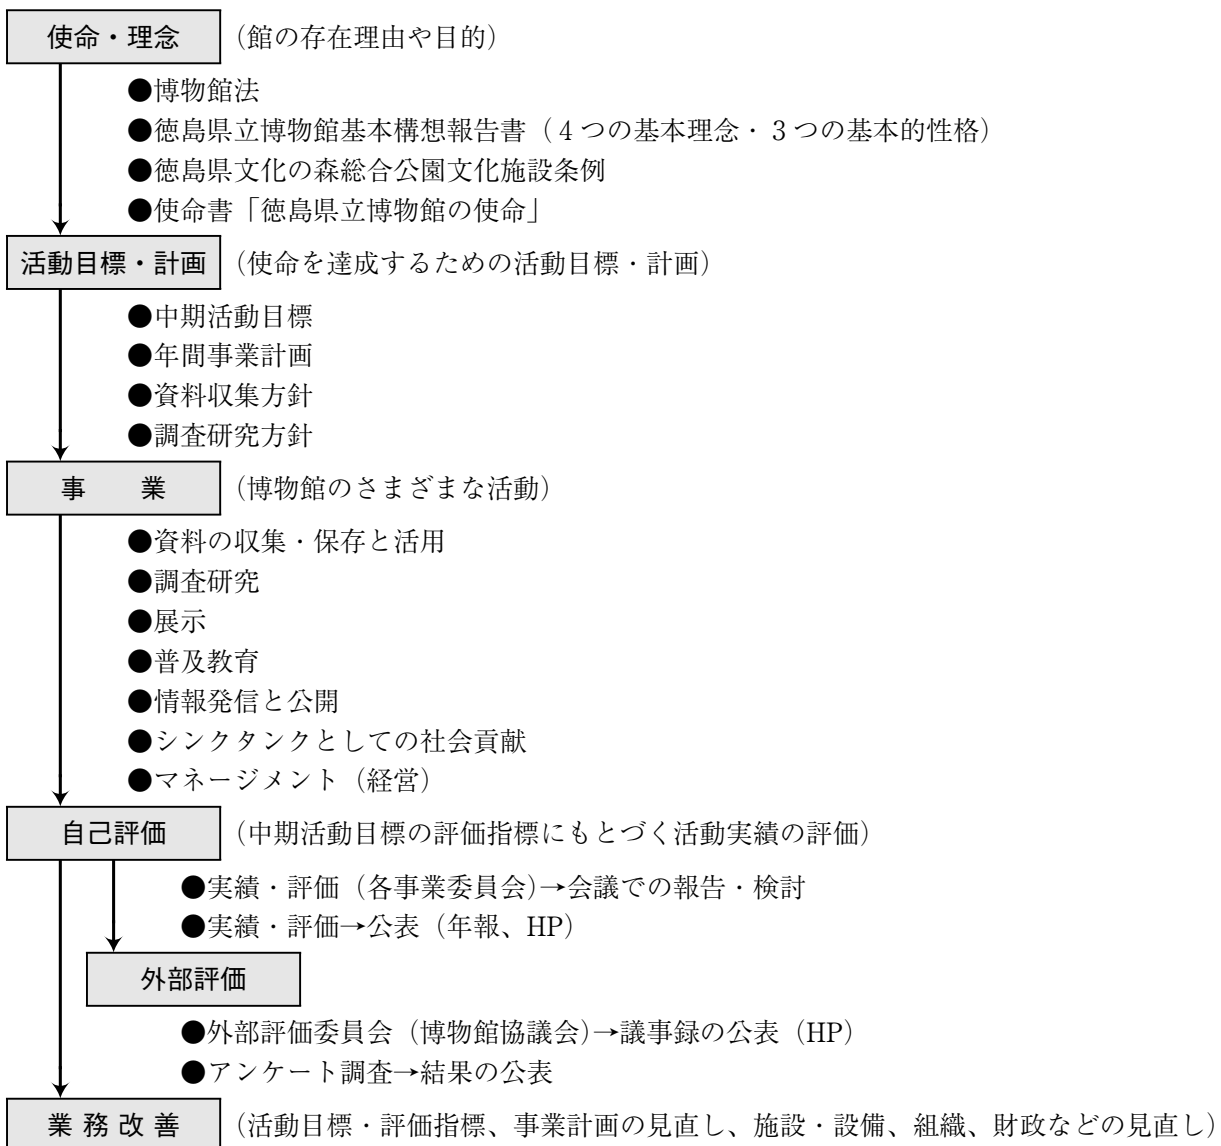 使命・理念 （館の存在理由や目的）
●博物館法
●徳島県立博物館基本構想報告書（４つの基本理念・３つの基本的性格）
●徳島県文化の森総合公園文化施設条例
●使命書「徳島県立博物館の使命」
活動目標・計画 （使命を達成するための活動目標・計画）
●中期活動目標
●年間事業計画
●資料収集方針
●調査研究方針
事　業 （博物館のさまざまな活動）
●資料の収集・保存と活用
●調査研究
●展示
●普及教育
●情報発信と公開
●シンクタンクとしての社会貢献
●マネージメント（経営）
自己評価 （中期活動目標の評価指標にもとづく活動実績の評価）
●実績・評価（各事業委員会）→会議での報告・検討
●実績・評価→公表（年報、HP）
外部評価
●外部評価委員会（博物館協議会）→議事録の公表（HP）
●アンケート調査→結果の公表
業務改善 （活動目標・評価指標、事業計画の見直し、施設・設備、組織、財政などの見直し）